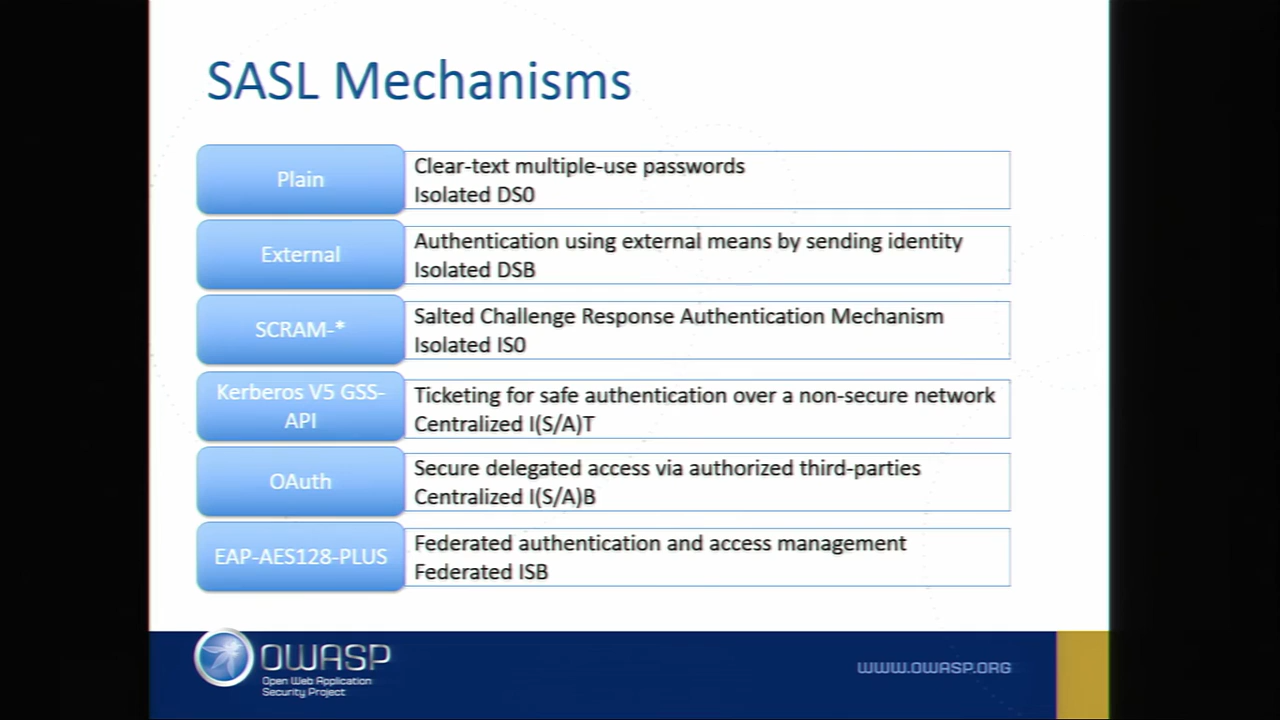 SASL Mechanisms
Plain
Clear-text multiple-use passwords
Isolated DS0
External
Authentication using external means by sending identity
Isolated DSB
SCRAM-*
Salted Challenge Response Authentication Mechanism
Isolated IS0
Kerberos V5 GSS-
API
Ticketing for safe authentication over a non-secure network
Centralized I(S/A)T
OAuth
Secure delegated access via authorized third-parties
Centralized I(S/A)B
EAP-AES128-PLUS
Federated authentication and access management
Federated ISB
OWASP
Open Web Application
Security Project
WWW.OWASP.ORG